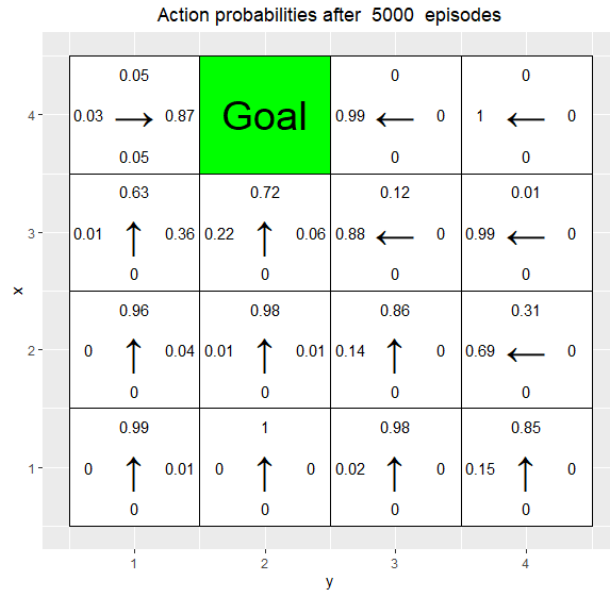 Action probabilities after 5000 episodes
0.05 0 0
4 0.03 0.87 Goal 0.99 0 1 0
0.05 0 0
0.63 0.72 0.12 0.01
3 0.01 0.36 0.22 0.06 0.88 0 0.99 0
0 0 0 0
x
0.96 0.98 0.86 0.31
2 0 0.04 0.01 0.01 0.14 0 0.69 0
0 0 0 0
0.99 1 0.98 0.85
1 0 0.01 0 0 0.02 0 0.15 0
0 0 0 0
1 2 3 4
y